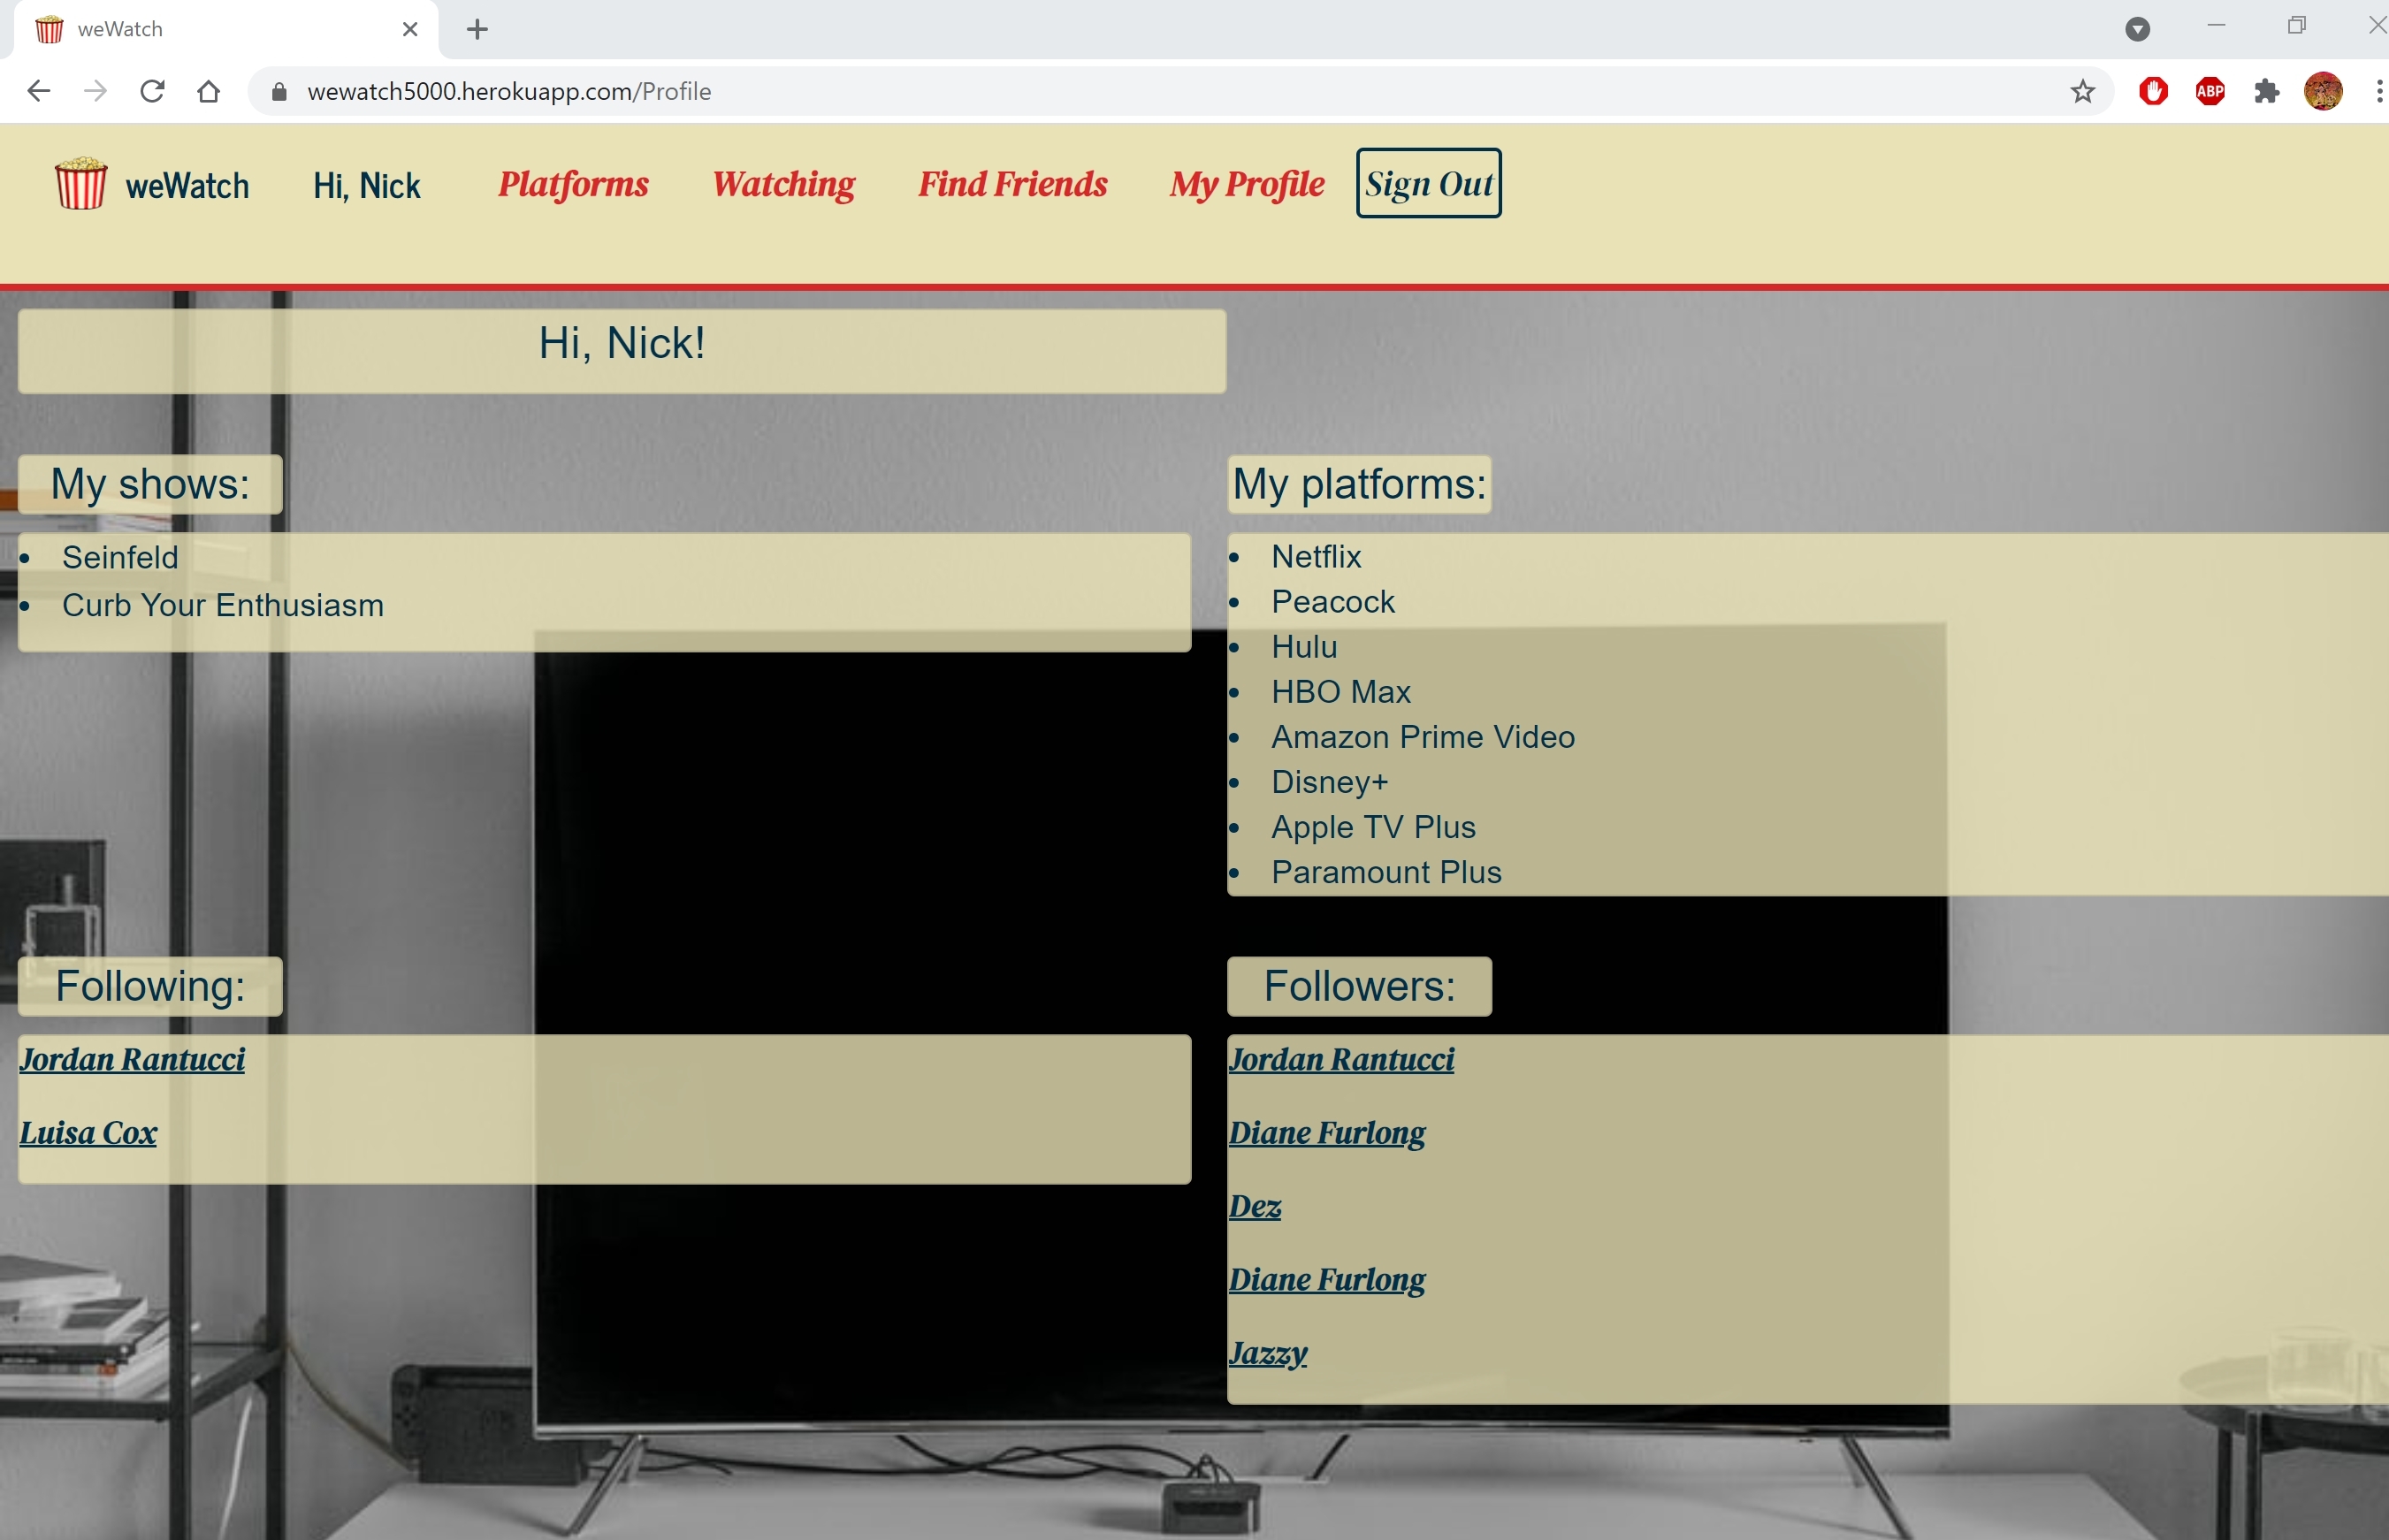 weWatch
wewatch5000.herokuapp.com/Profile
ABP
weWatch Hi, Nick Platforms Watching Find Friends My Profile Sign Out
Hi, Nick!
My shows:
Seinfeld
Curb Your Enthusiasm
My platforms:
Netflix
Peacock
Hulu
HBO Max
Amazon Prime Video
Disney+
Apple TV Plus
Paramount Plus
Following:
Jordan Rantucci
Luisa Cox
Followers:
Jordan Rantucci
Diane Furlong
Dez
Diane Furlong
Jazzy